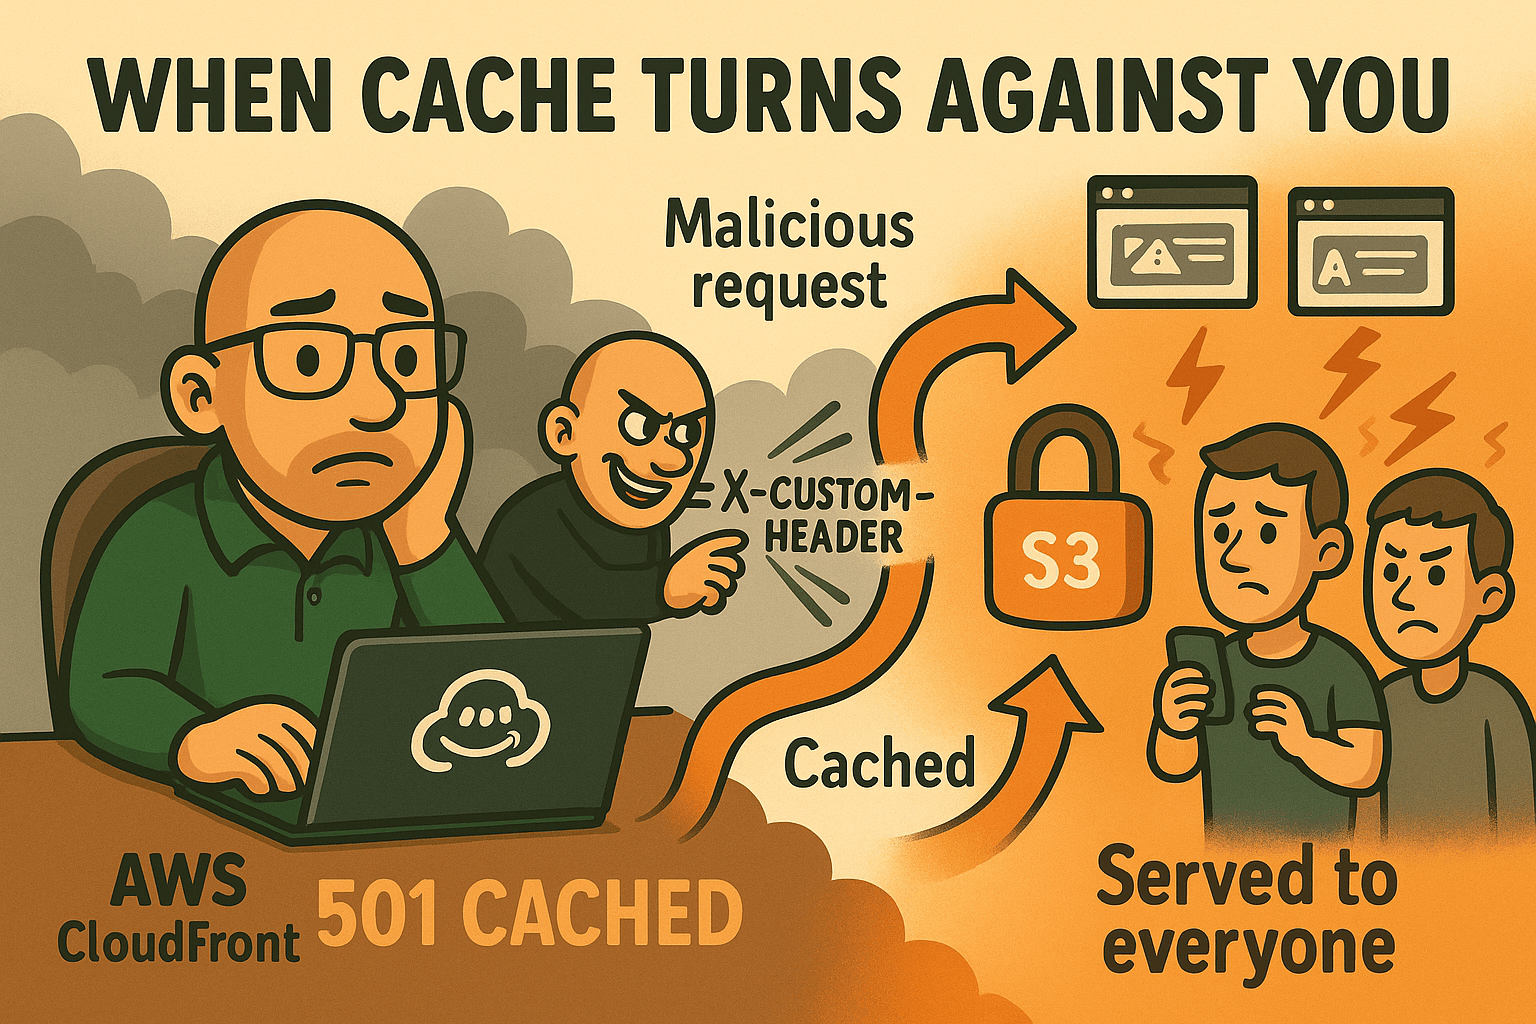 WHEN CACHE TURNS AGAINST YOU
Malicious
request
= X-CUSTOM-
HEADER
A
S3
Cached
AWS
CloudFront
501 CACHED
Served to
everyone